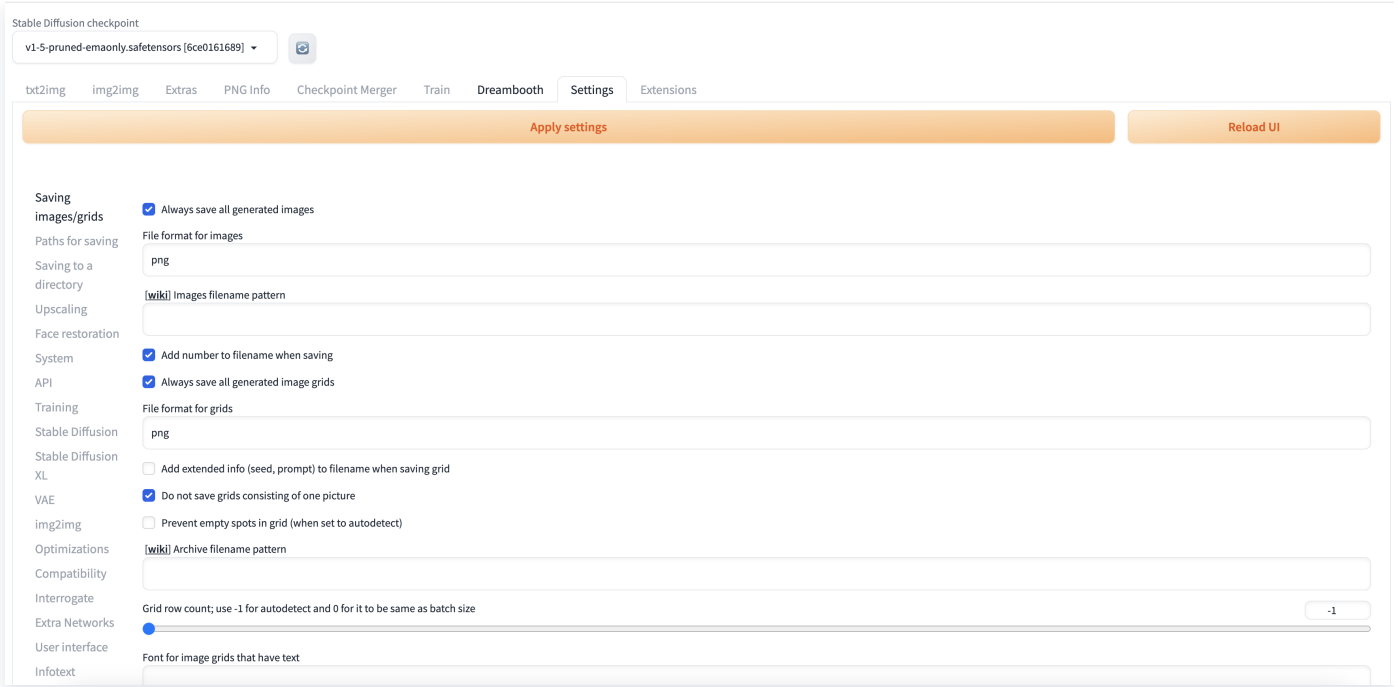 Stable Diffusion checkpoint
v1-5-pruned-emaonly.safetensors [6ce0161689]
txt2img img2img Extras PNG Info Checkpoint Merger Train Dreambooth Settings Extensions
Apply settings Reload UI
Saving
images/grids
Paths for saving
Saving to a
directory
Upscaling
Face restoration
System
API
Training
Stable Diffusion
Stable Diffusion
XL
VAE
img2img
Optimizations
Compatibility
Interrogate
Extra Networks
User interface
Infotext
Always save all generated images
File format for images
png
[wiki] Images filename pattern
Add number to filename when saving
Always save all generated image grids
File format for grids
png
Add extended info (seed, prompt) to filename when saving grid
Do not save grids consisting of one picture
Prevent empty spots in grid (when set to autodetect)
[wiki] Archive filename pattern
Grid row count; use -1 for autodetect and 0 for it to be same as batch size
-1
Font for image grids that have text